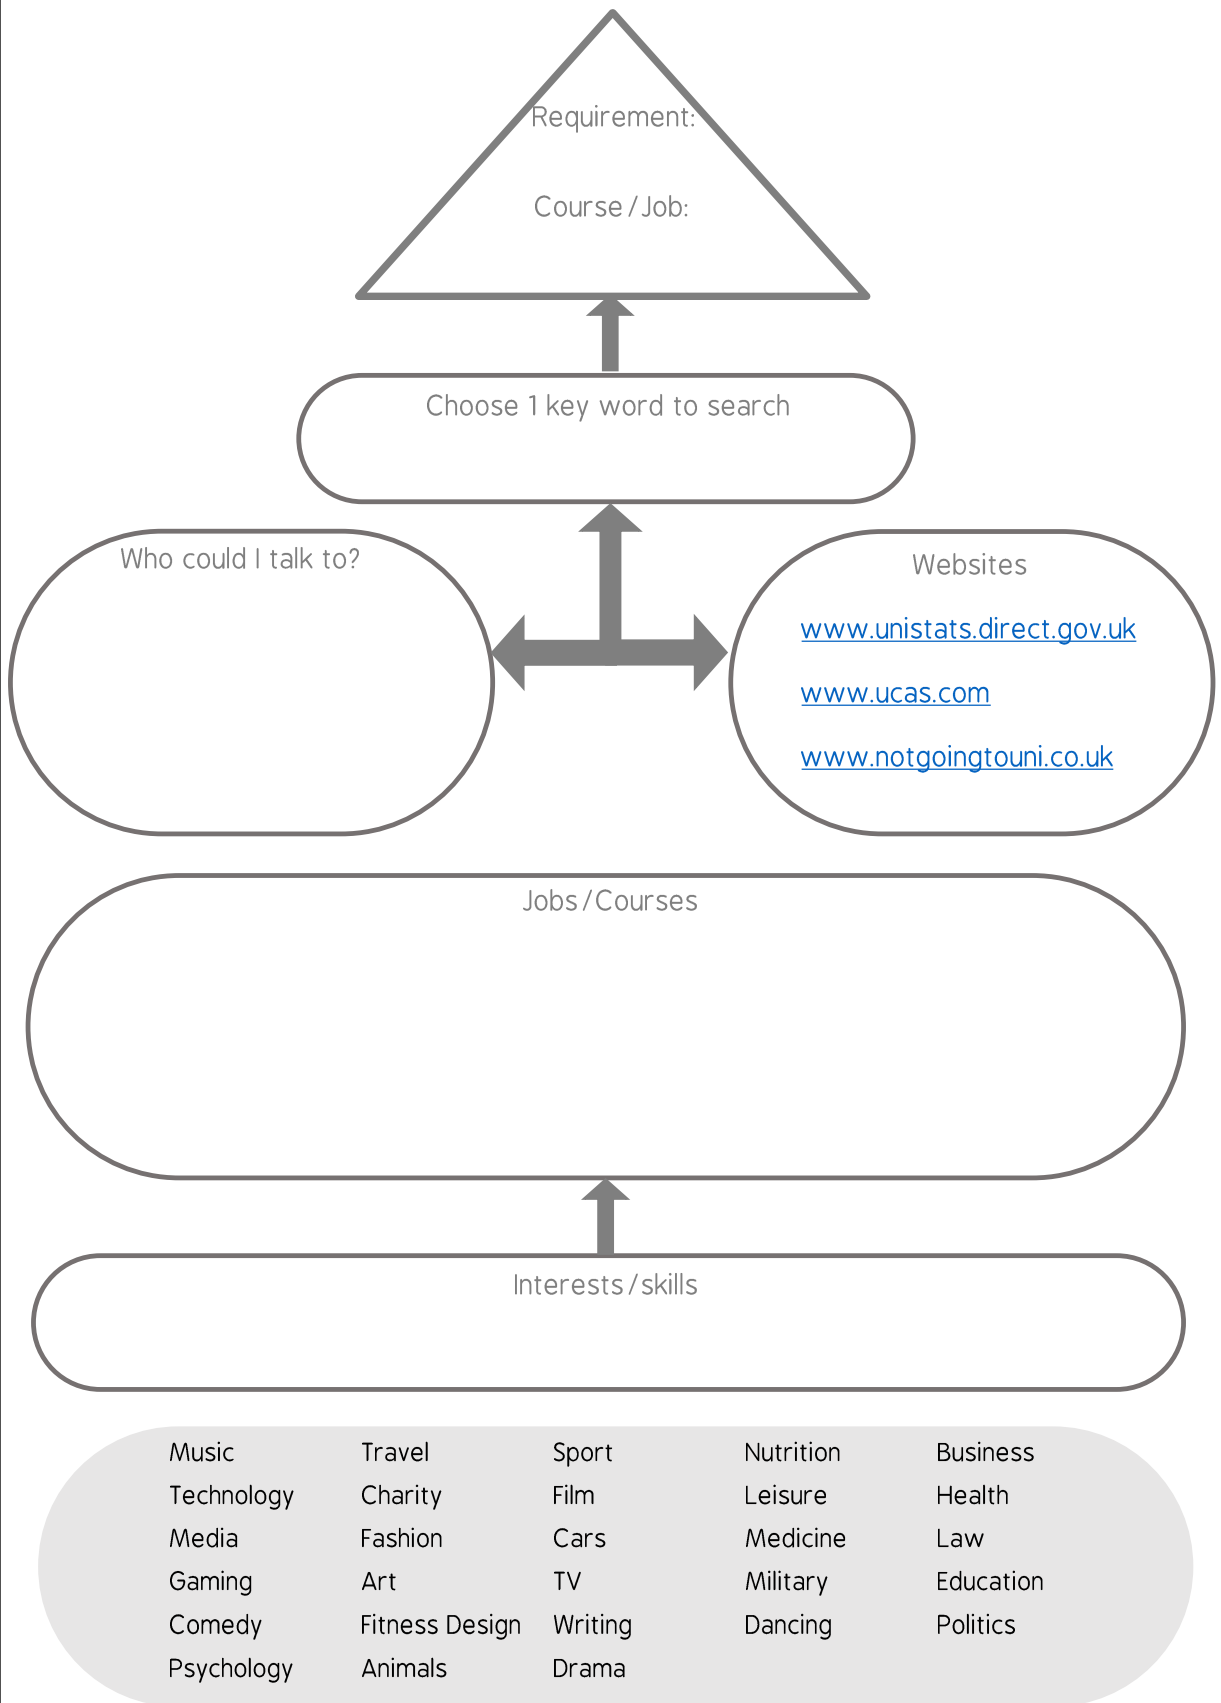 Requirement:
Course/Job:
Choose 1 key word to search
Who could I talk to?
Websites
www.unistats.direct.gov.uk
www.ucas.com
www.notgoingtouni.co.uk
Jobs/Courses
Interests/skills
Music Travel Sport Nutrition Business
Technology Charity Film Leisure Health
Media Fashion Cars Medicine Law
Gaming Art TV Military Education
Comedy Fitness Design Writing Dancing Politics
Psychology Animals Drama